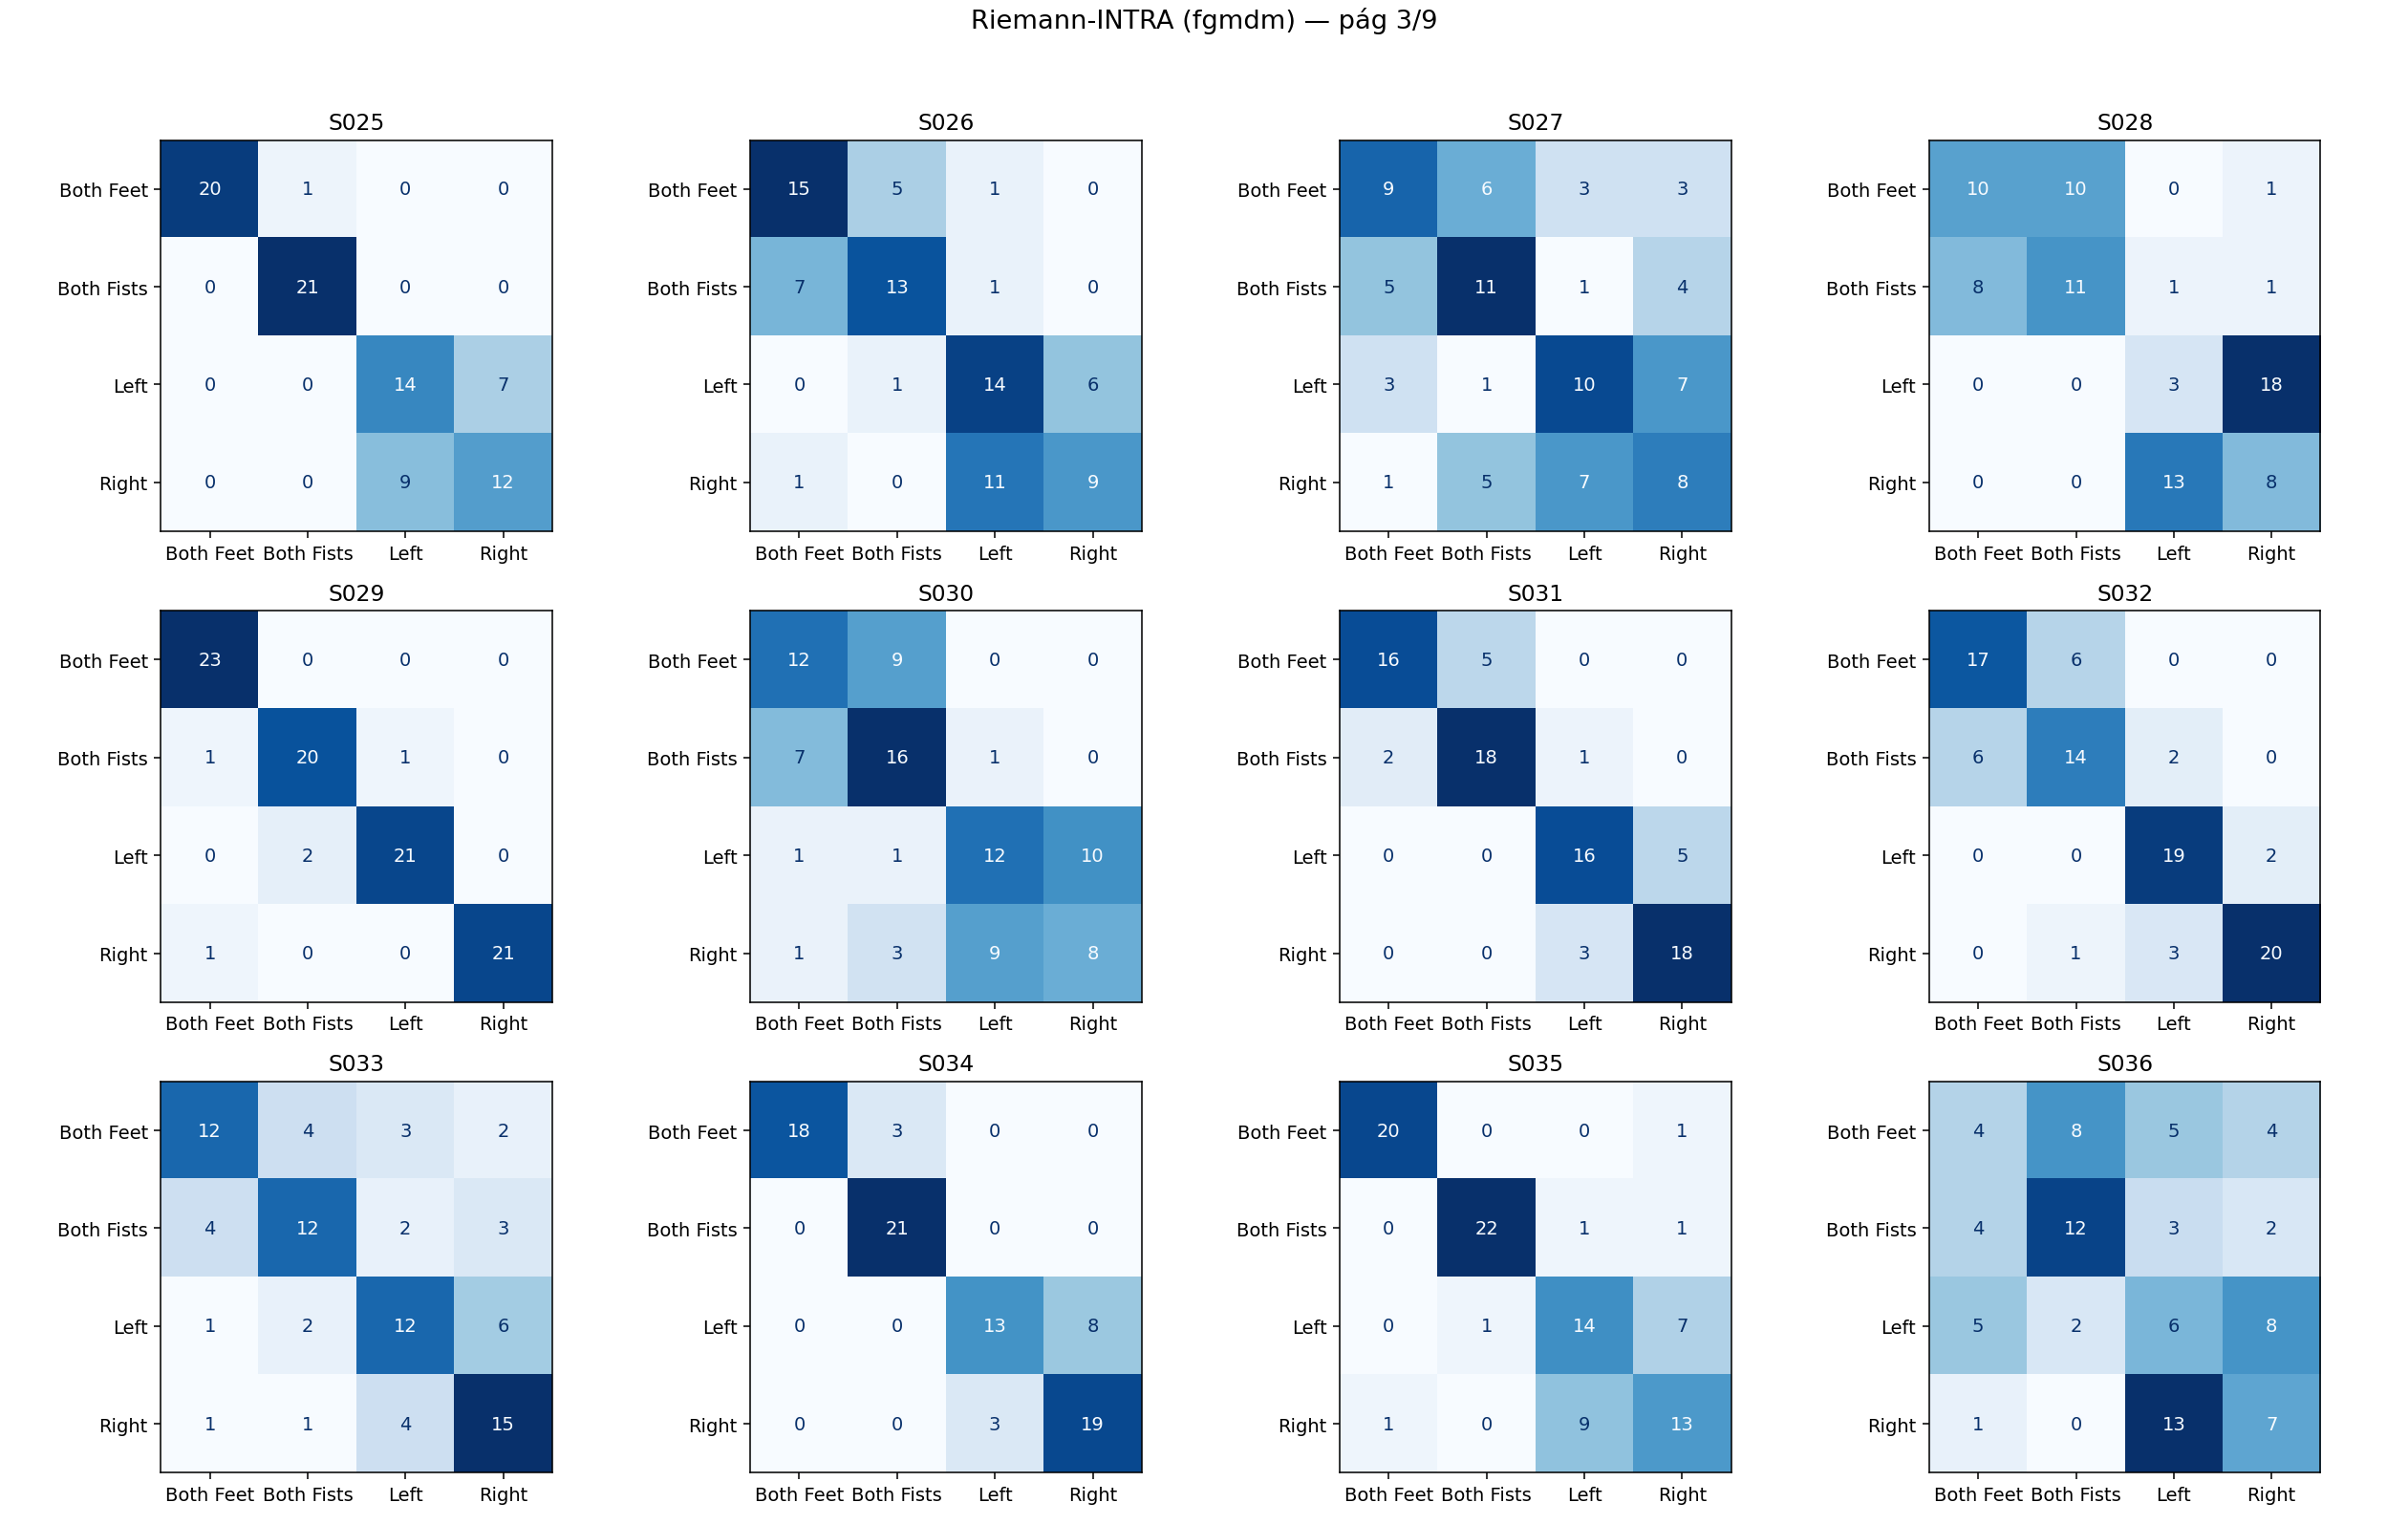 Riemann-INTRA (fgmdm) — pág 3/9
S025 S026 S027 S028
Both Feet 20 1 0 0 Both Feet 15 5 1 0 Both Feet 9 6 3 3 Both Feet 10 10 0 1
Both Fists 0 21 0 0 Both Fists 7 13 1 0 Both Fists 5 11 1 4 Both Fists 8 11 1 1
Left 0 0 14 7 Left 0 1 14 6 Left 3 1 10 7 Left 0 0 3 18
Right 0 0 9 12 Right 1 0 11 9 Right 1 5 7 8 Right 0 0 13 8
Both Feet Both Fists Left Right Both Feet Both Fists Left Right Both Feet Both Fists Left Right Both Feet Both Fists Left Right
S029 S030 S031 S032
Both Feet 23 0 0 0 Both Feet 12 9 0 0 Both Feet 16 5 0 0 Both Feet 17 6 0 0
Both Fists 1 20 1 0 Both Fists 7 16 1 0 Both Fists 2 18 1 0 Both Fists 6 14 2 0
Left 0 2 21 0 Left 1 1 12 10 Left 0 0 16 5 Left 0 0 19 2
Right 1 0 0 21 Right 1 3 9 8 Right 0 0 3 18 Right 0 1 3 20
Both Feet Both Fists Left Right Both Feet Both Fists Left Right Both Feet Both Fists Left Right Both Feet Both Fists Left Right
S033 S034 S035 S036
Both Feet 12 4 3 2 Both Feet 18 3 0 0 Both Feet 20 0 0 1 Both Feet 4 8 5 4
Both Fists 4 12 2 3 Both Fists 0 21 0 0 Both Fists 0 22 1 1 Both Fists 4 12 3 2
Left 1 2 12 6 Left 0 0 13 8 Left 0 1 14 7 Left 5 2 6 8
Right 1 1 4 15 Right 0 0 3 19 Right 1 0 9 13 Right 1 0 13 7
Both Feet Both Fists Left Right Both Feet Both Fists Left Right Both Feet Both Fists Left Right Both Feet Both Fists Left Right